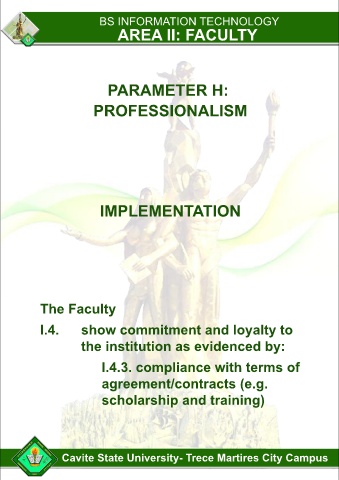 BS INFORMATION TECHNOLOGY
AREA II: FACULTY
PARAMETER H:
PROFESSIONALISM
IMPLEMENTATION
The Faculty
I.4. show commitment and loyalty to
the institution as evidenced by:
I.4.3. compliance with terms of
agreement/contracts (e.g.
scholarship and training)
Cavite State University- Trece Martires City Campus